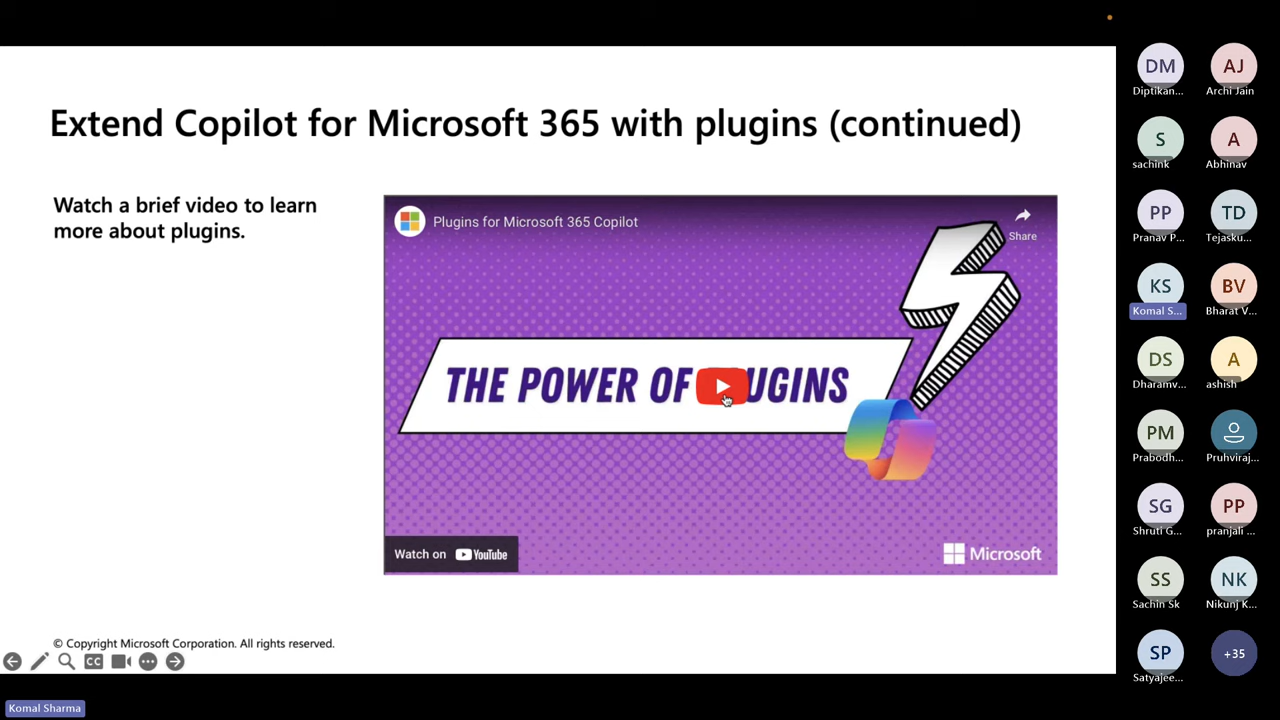 Extend Copilot for Microsoft 365 with plugins (continued)
Watch a brief video to learn
more about plugins.
Plugins for Microsoft 365 Copilot
Share
THE POWER OF UGINS
Watch on YouTube
Microsoft
© Copyright Microsoft Corporation. All rights reserved.
CC
Komal Sharma
DM AJ
Diptikan... Archi Jain
S A
sachink Abhinav
PP TD
Pranav P... Tejasku...
KS BV
Komal S... Bharat V...
DS A
Dharamv... ashish
PM
Prabodh... Pruhviraj...
SG PP
Shruti G... pranjali ...
SS NK
Sachin Sk Nikunj K...
SP +35
Satyajee...